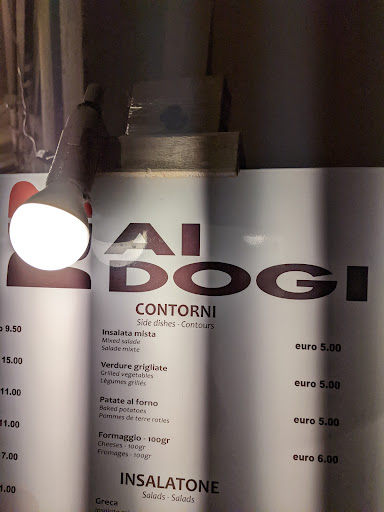 AI
DOGI
CONTORNI
Side dishes - Contours
9.50
Insalata mista
Mixed salade
Salade mixte
euro 5.00
15.00
Verdure grigliate
Grilled vegetables
Légumes grillés
euro 5.00
11.00
Patate al forno
Baked potatoes
Pommes de terre roties
euro 5.00
11.00
Formaggio - 100gr
Cheeses - 100gr
Fromages - 100gr
euro 6.00
7.00
INSALATONE
Salads - Salads
1.00
Greca